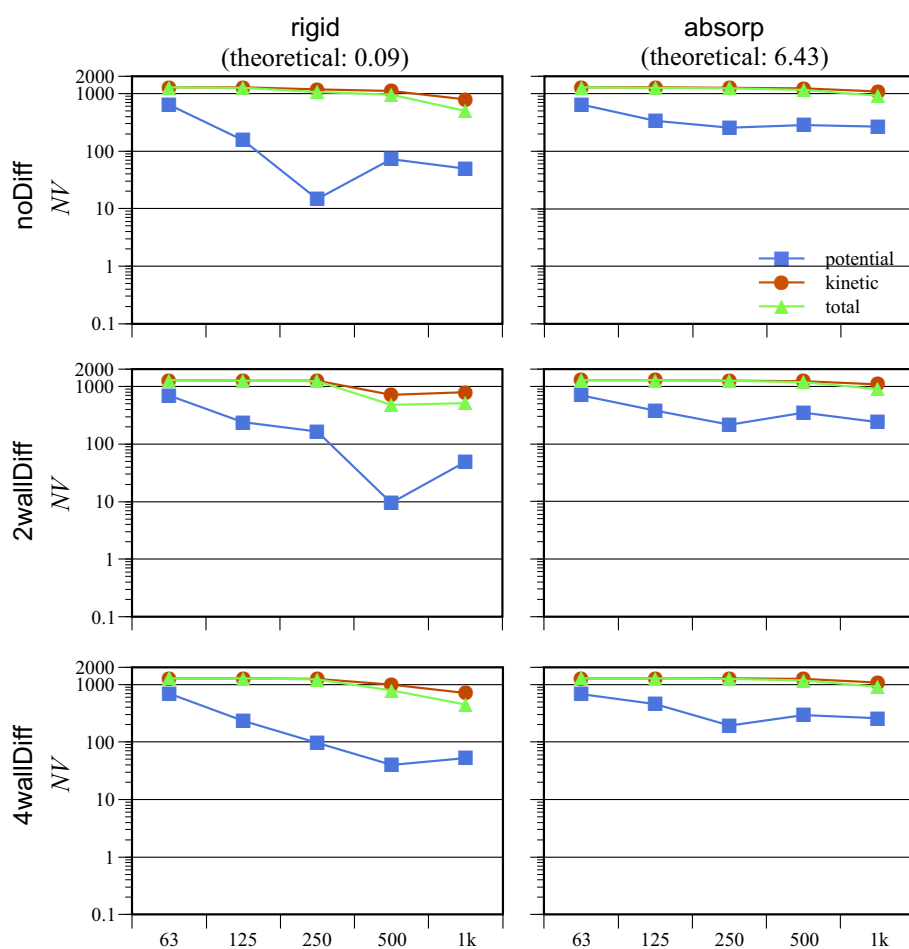 rigid
(theoretical: 0.09)
absorp
(theoretical: 6.43)
noDiff
NV
2000
1000
100
10
1
0.1
potential
kinetic
total
2wallDiff
NV
2000
1000
100
10
1
0.1
4wallDiff
NV
2000
1000
100
10
1
0.1
63 125 250 500 1k
63 125 250 500 1k